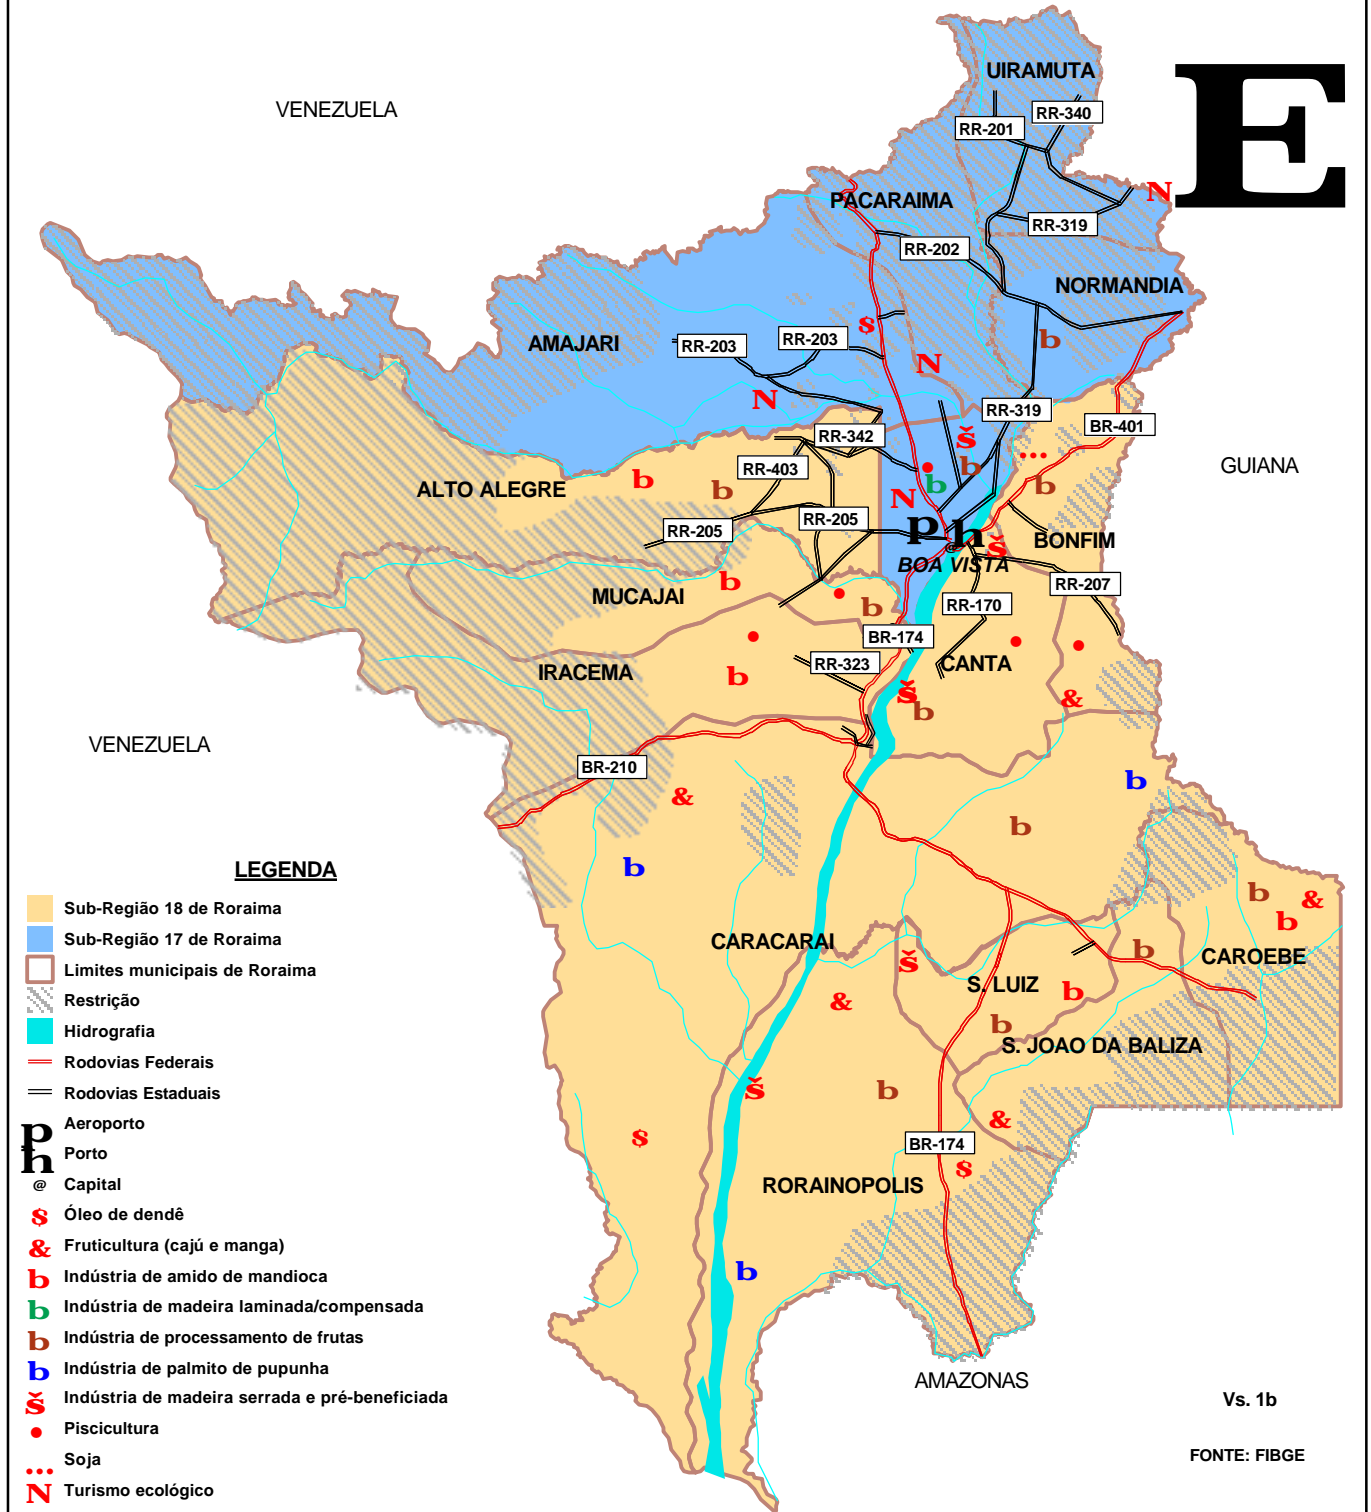 UIRAMUTA
E
VENEZUELA
RR-340
RR-201
N
PACARAIMA
RR-319
RR-202
NORMANDIA
$
b
AMAJARI
RR-203
RR-203
N
N
RR-319
BR-401
RR-342
š
...
GUIANA
RR-403
b
b
b
b
b
ALTO ALEGRE
N
RR-205
RR-205
p
h
š
BONFIM
@
BOA VISTA
b
MUCAJAI
RR-207
b
RR-170
BR-174
IRACEMA
RR-323
CANTA
b
š
b
&
VENEZUELA
BR-210
b
&
b
b
LEGENDA
b
&
b
Sub-Região 18 de Roraima
Sub-Região 17 de Roraima
CARACARAI
b
CAROEBE
Limites municipais de Roraima
š
S. LUIZ
b
Restrição
&
Hidrografia
b
S. JOAO DA BALIZA
Rodovias Federais
Rodovias Estaduais
š
b
p Aeroporto
&
$
BR-174
h Porto
$
@ Capital
RORAINOPOLIS
$ Óleo de dendê
& Fruticultura (cajú e manga)
b Indústria de amido de mandioca
b
b Indústria de madeira laminada/compensada
b Indústria de processamento de frutas
b Indústria de palmito de pupunha
AMAZONAS
š Indústria de madeira serrada e pré-beneficiada
Vs. 1b
Piscicultura
... Soja
FONTE: FIBGE
N Turismo ecológico